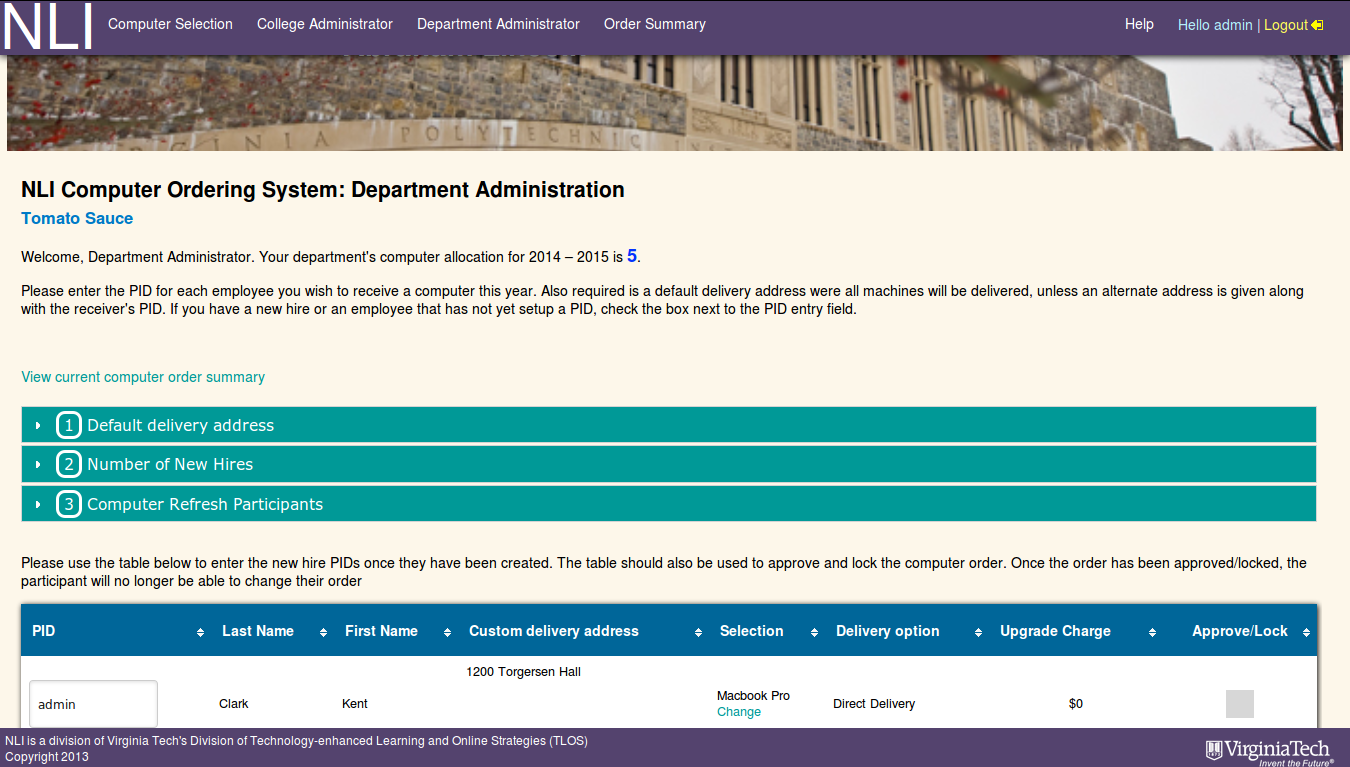 NLI Computer Selection College Administrator Department Administrator Order Summary Help Hello admin | Logout
VIRGINIA POLYTECHNIC
NLI Computer Ordering System: Department Administration
Tomato Sauce
Welcome, Department Administrator. Your department's computer allocation for 2014 – 2015 is 5.
Please enter the PID for each employee you wish to receive a computer this year. Also required is a default delivery address were all machines will be delivered, unless an alternate address is given along
with the receiver's PID. If you have a new hire or an employee that has not yet setup a PID, check the box next to the PID entry field.
View current computer order summary
1 Default delivery address
2 Number of New Hires
3 Computer Refresh Participants
Please use the table below to enter the new hire PIDs once they have been created. The table should also be used to approve and lock the computer order. Once the order has been approved/locked, the
participant will no longer be able to change their order
PID Last Name First Name Custom delivery address Selection Delivery option Upgrade Charge Approve/Lock
1200 Torgersen Hall
admin Clark Kent Macbook Pro Direct Delivery $0
Change
NLI is a division of Virginia Tech's Division of Technology-enhanced Learning and Online Strategies (TLOS)
Copyright 2013
VirginiaTech
Invent the Future®